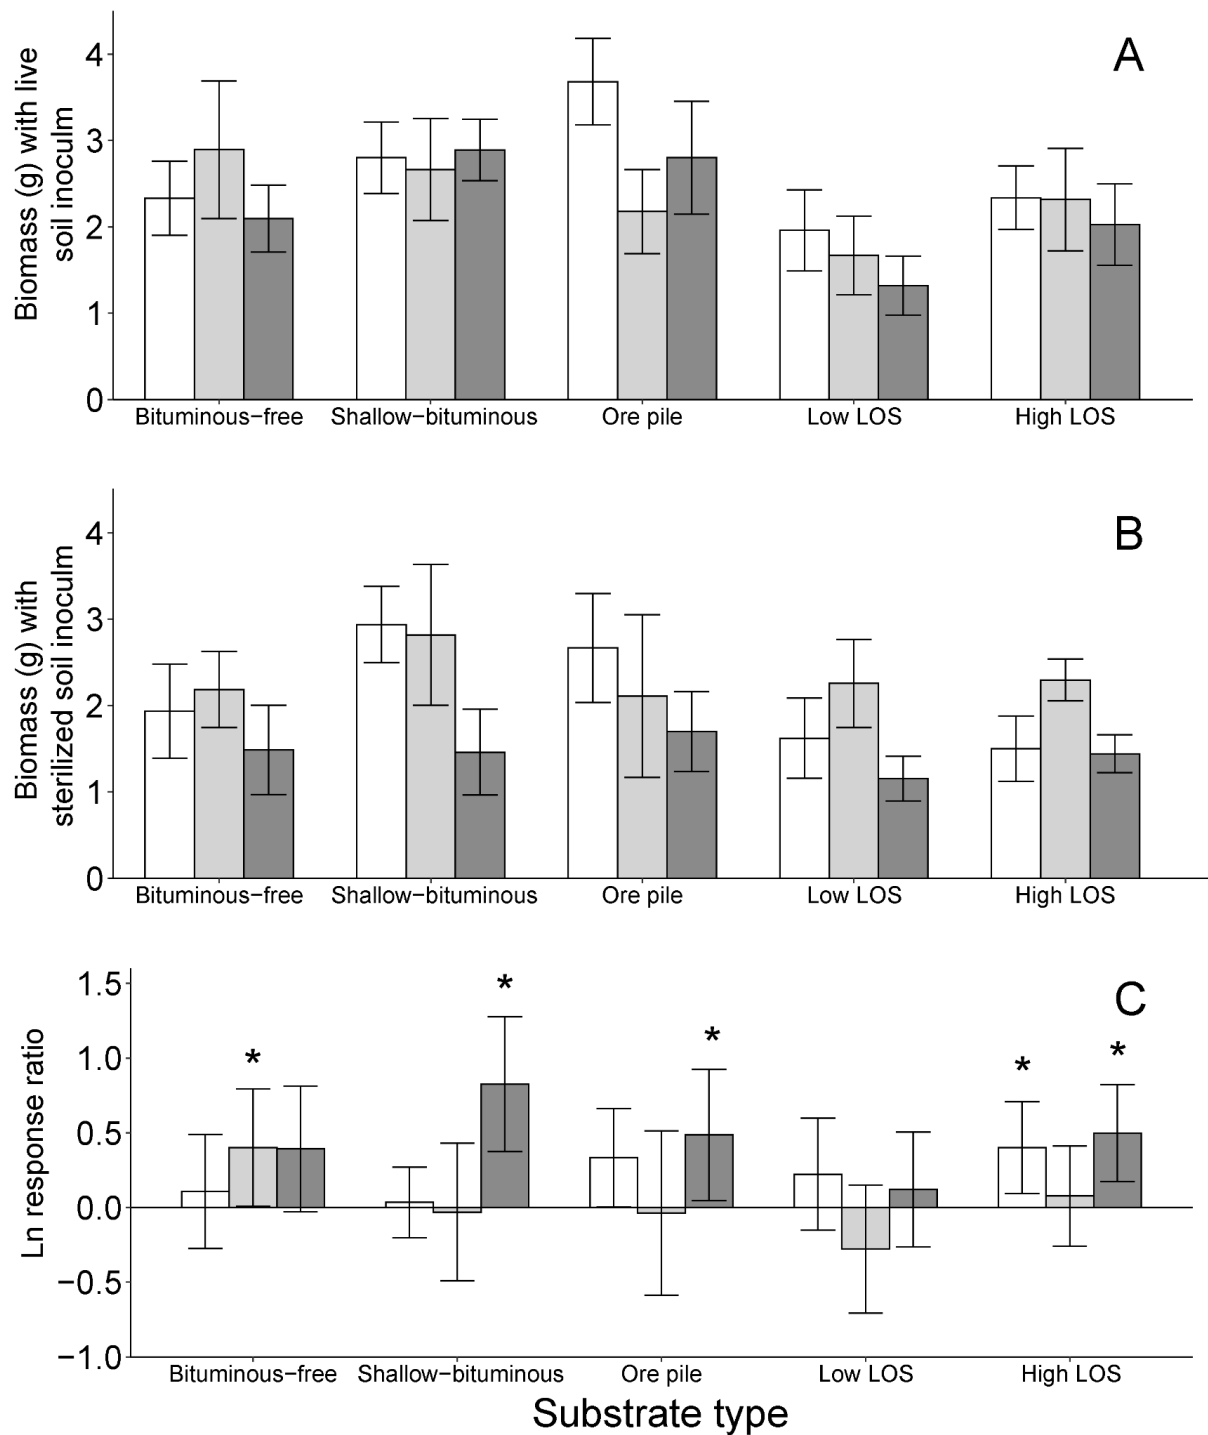 A
Biomass (g) with live
soil inoculm
4
3
2
1
0
Bituminous−free Shallow−bituminous Ore pile Low LOS High LOS
B
Biomass (g) with
sterilized soil inoculm
4
3
2
1
0
Bituminous−free Shallow−bituminous Ore pile Low LOS High LOS
C
Ln response ratio
1.5
1.0
0.5
0.0
−0.5
−1.0
* * * * *
Bituminous−free Shallow−bituminous Ore pile Low LOS High LOS
Substrate type